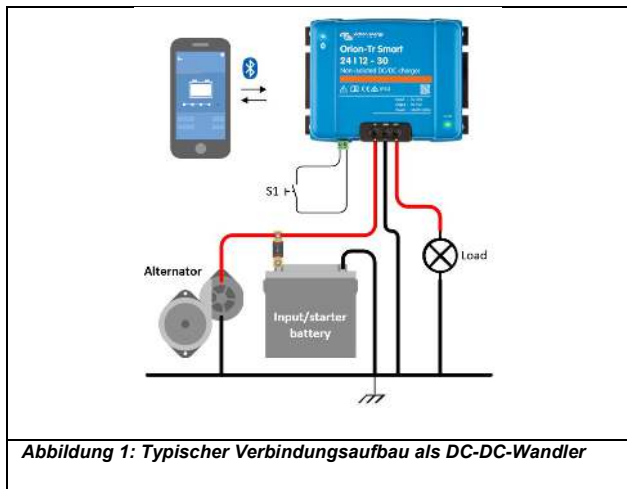 Orion-Tr Smart
24 | 12 - 30
Non-isolated DC/DC charger
S1
Alternator
Load
Input/starter
battery
Abbildung 1: Typischer Verbindungsaufbau als DC-DC-Wandler